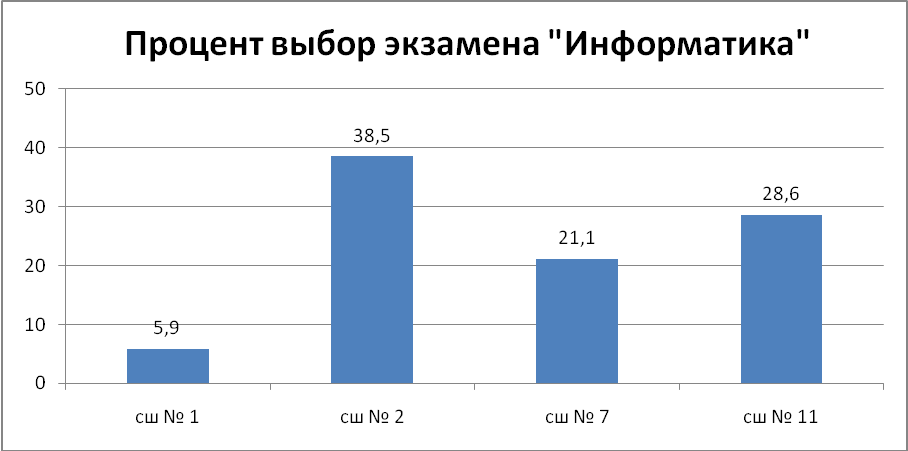 Процент выбор экзамена "Информатика"
50
40
30
20
10
0
5,9
38,5
21,1
28,6
сш № 1
сш № 2
сш № 7
сш № 11